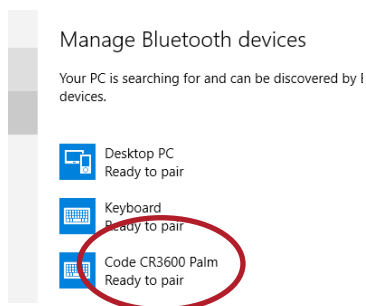 Manage Bluetooth devices
Your PC is searching for and can be discovered by
devices.
Desktop PC
Ready to pair
Keyboard
Ready to pair
Code CR3600 Palm
Ready to pair